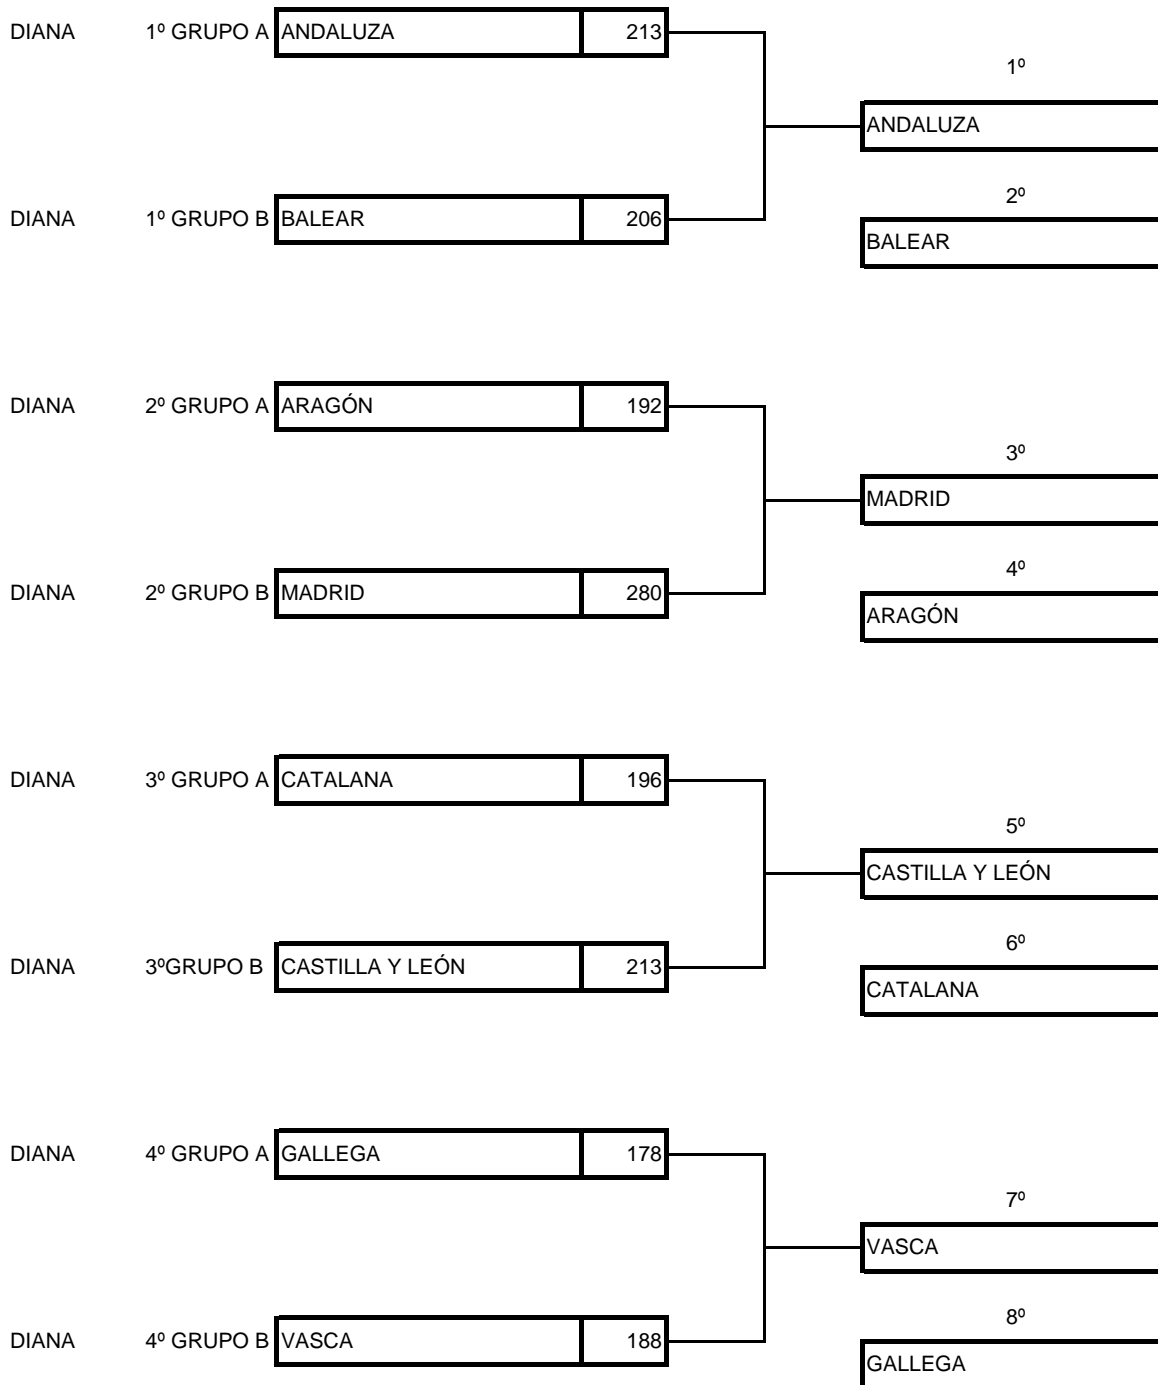 DIANA 1º GRUPO A ANDALUZA 213
1º
ANDALUZA
2º
DIANA 1º GRUPO B BALEAR 206
BALEAR
DIANA 2º GRUPO A ARAGÓN 192
3º
MADRID
4º
DIANA 2º GRUPO B MADRID 280
ARAGÓN
DIANA 3º GRUPO A CATALANA 196
5º
CASTILLA Y LEÓN
6º
DIANA 3ºGRUPO B CASTILLA Y LEÓN 213
CATALANA
DIANA 4º GRUPO A GALLEGA 178
7º
VASCA
8º
DIANA 4º GRUPO B VASCA 188
GALLEGA